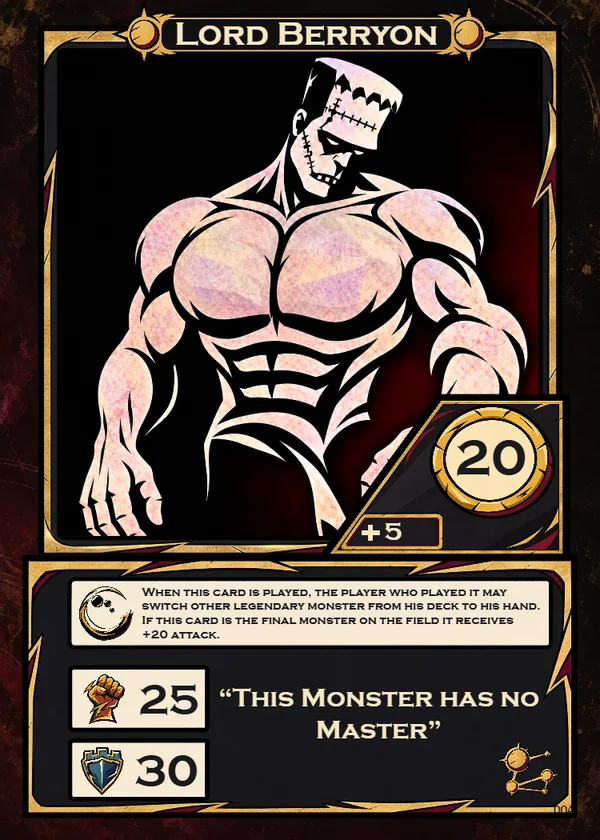 Lord Berryon
20
+5
When this card is played, the player who played it may
switch other legendary monster from his deck to his hand.
If this card is the final monster on the field it receives
+20 attack.
25
30
“This Monster has no
Master”